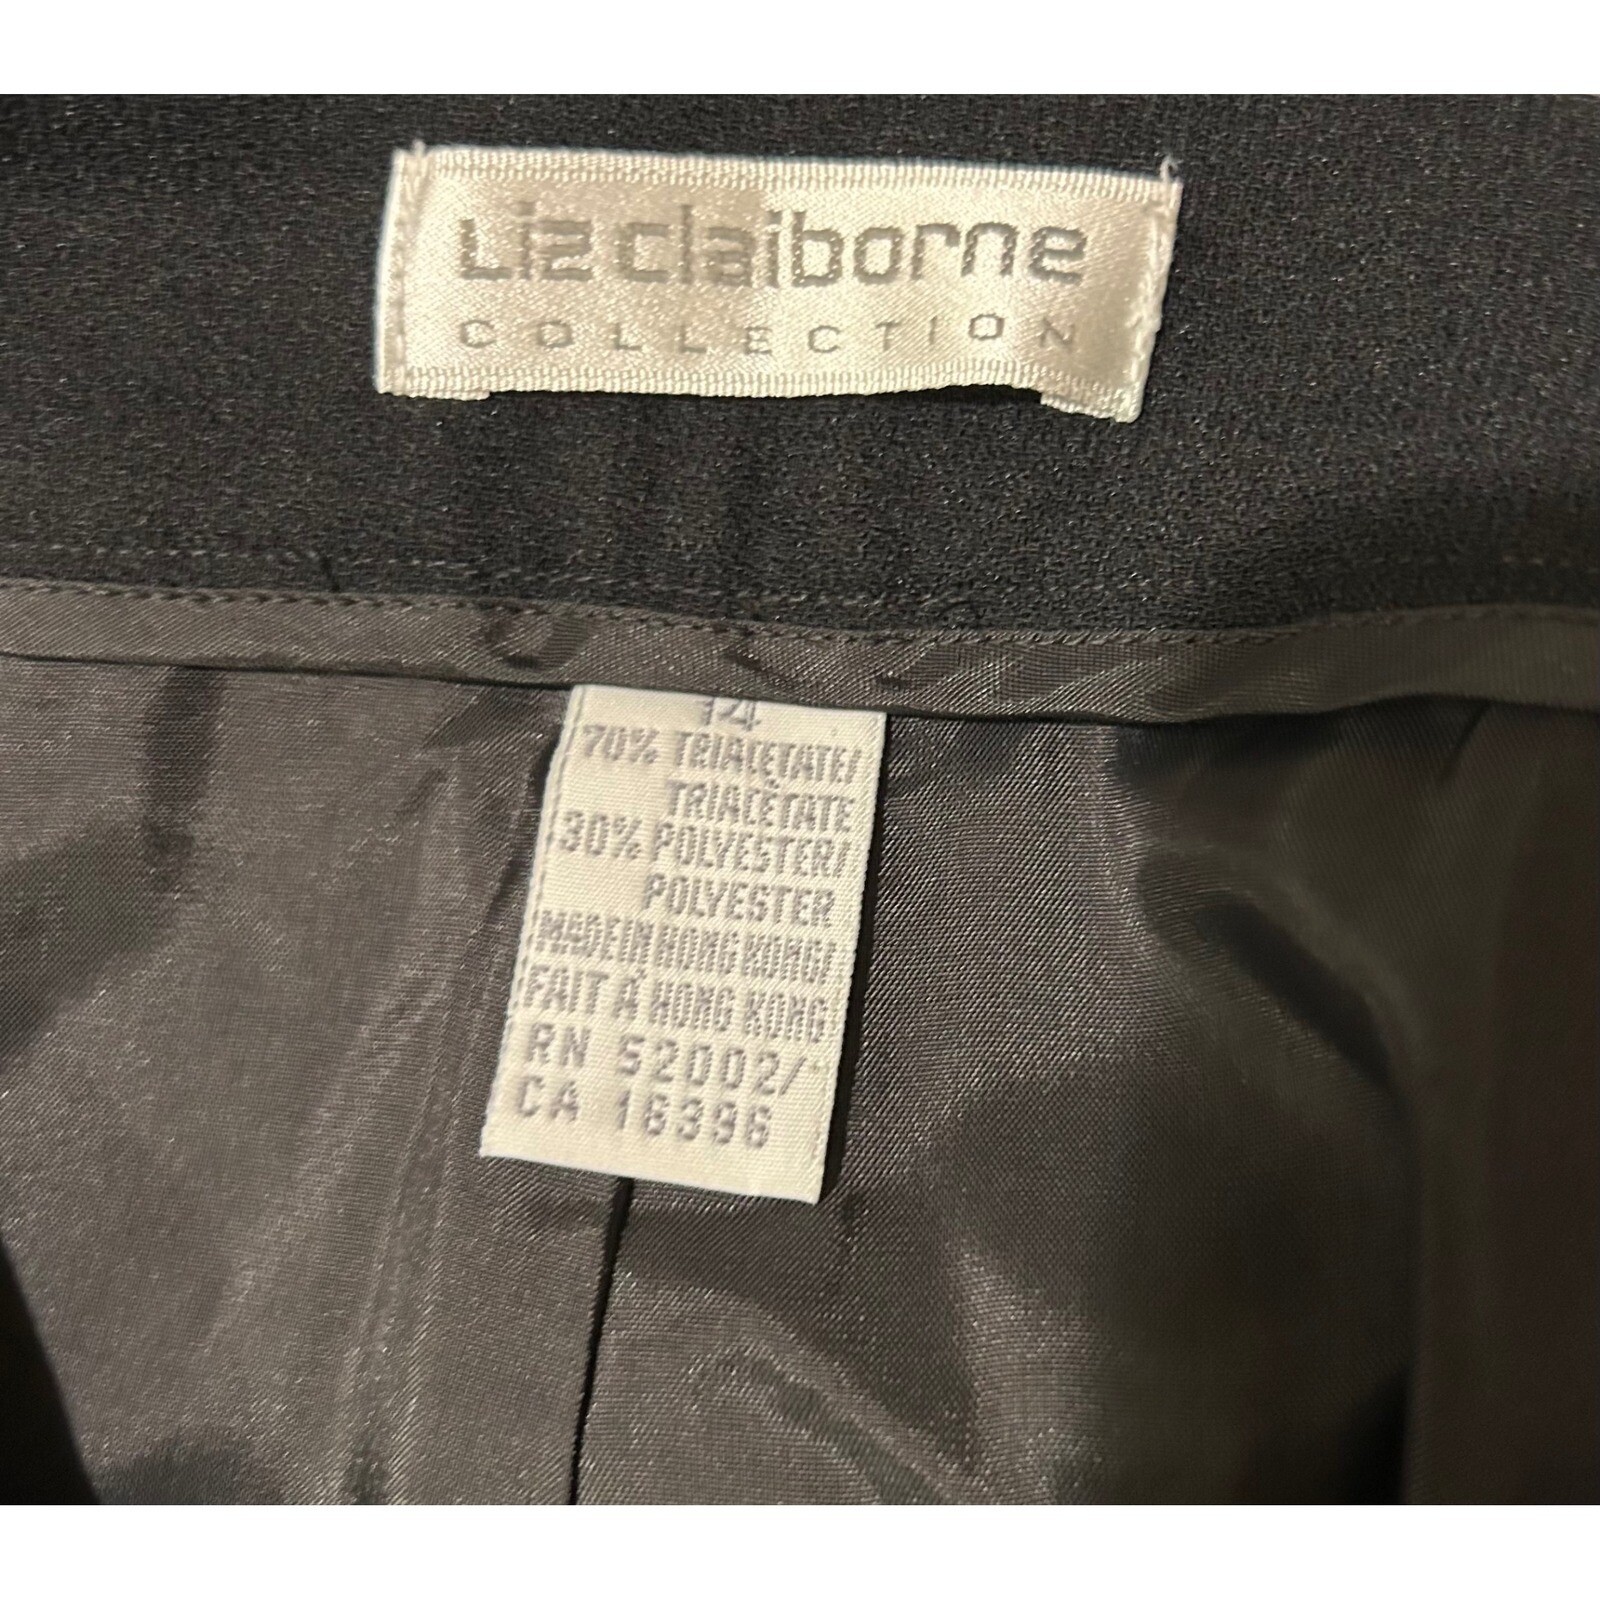 Liz claiborne
COLLECTION
14
70% TRIACETATE/
TRIACÉTATE
30% POLYESTER/
POLYESTER
MADE IN HONG KONG/
FAIT À HONG KONG
RN 52002/
CA 16396